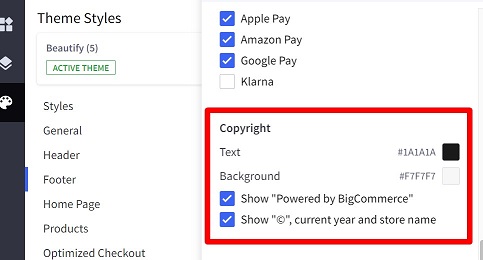 Theme Styles
Beautify (5)
ACTIVE THEME
Styles
General
Header
Footer
Home Page
Products
Optimized Checkout
Apple Pay
Amazon Pay
Google Pay
Klarna
Copyright
Text #1A1A1A
Background #F7F7F7
Show "Powered by BigCommerce"
Show "©", current year and store name